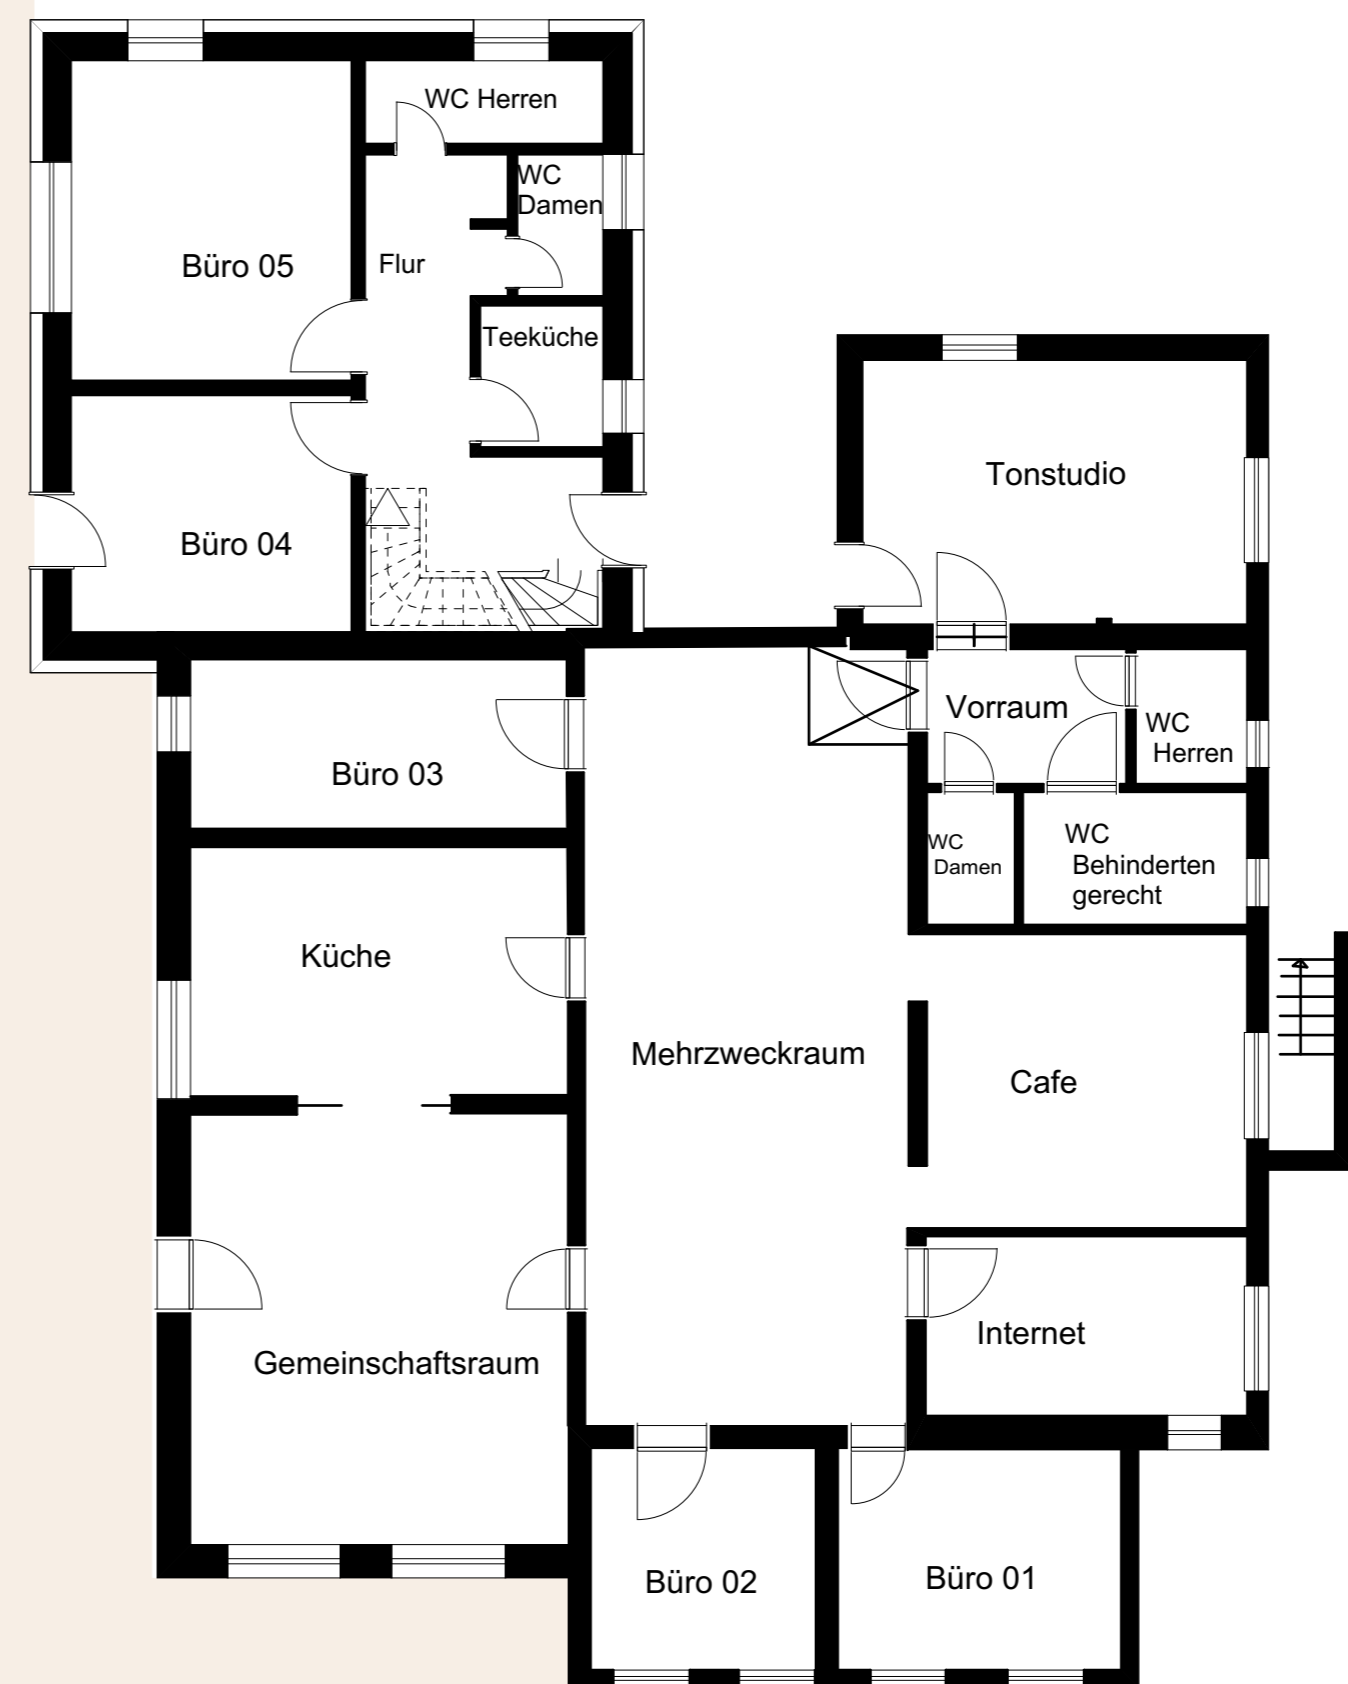 WC Herren
WC
Damen
Büro 05
Flur
Teeküche
Tonstudio
Büro 04
Vorraum
WC
Herren
Büro 03
WC
Damen
WC
Behinderten
gerecht
Küche
Mehrzweckraum
Cafe
Internet
Gemeinschaftsraum
Büro 02
Büro 01